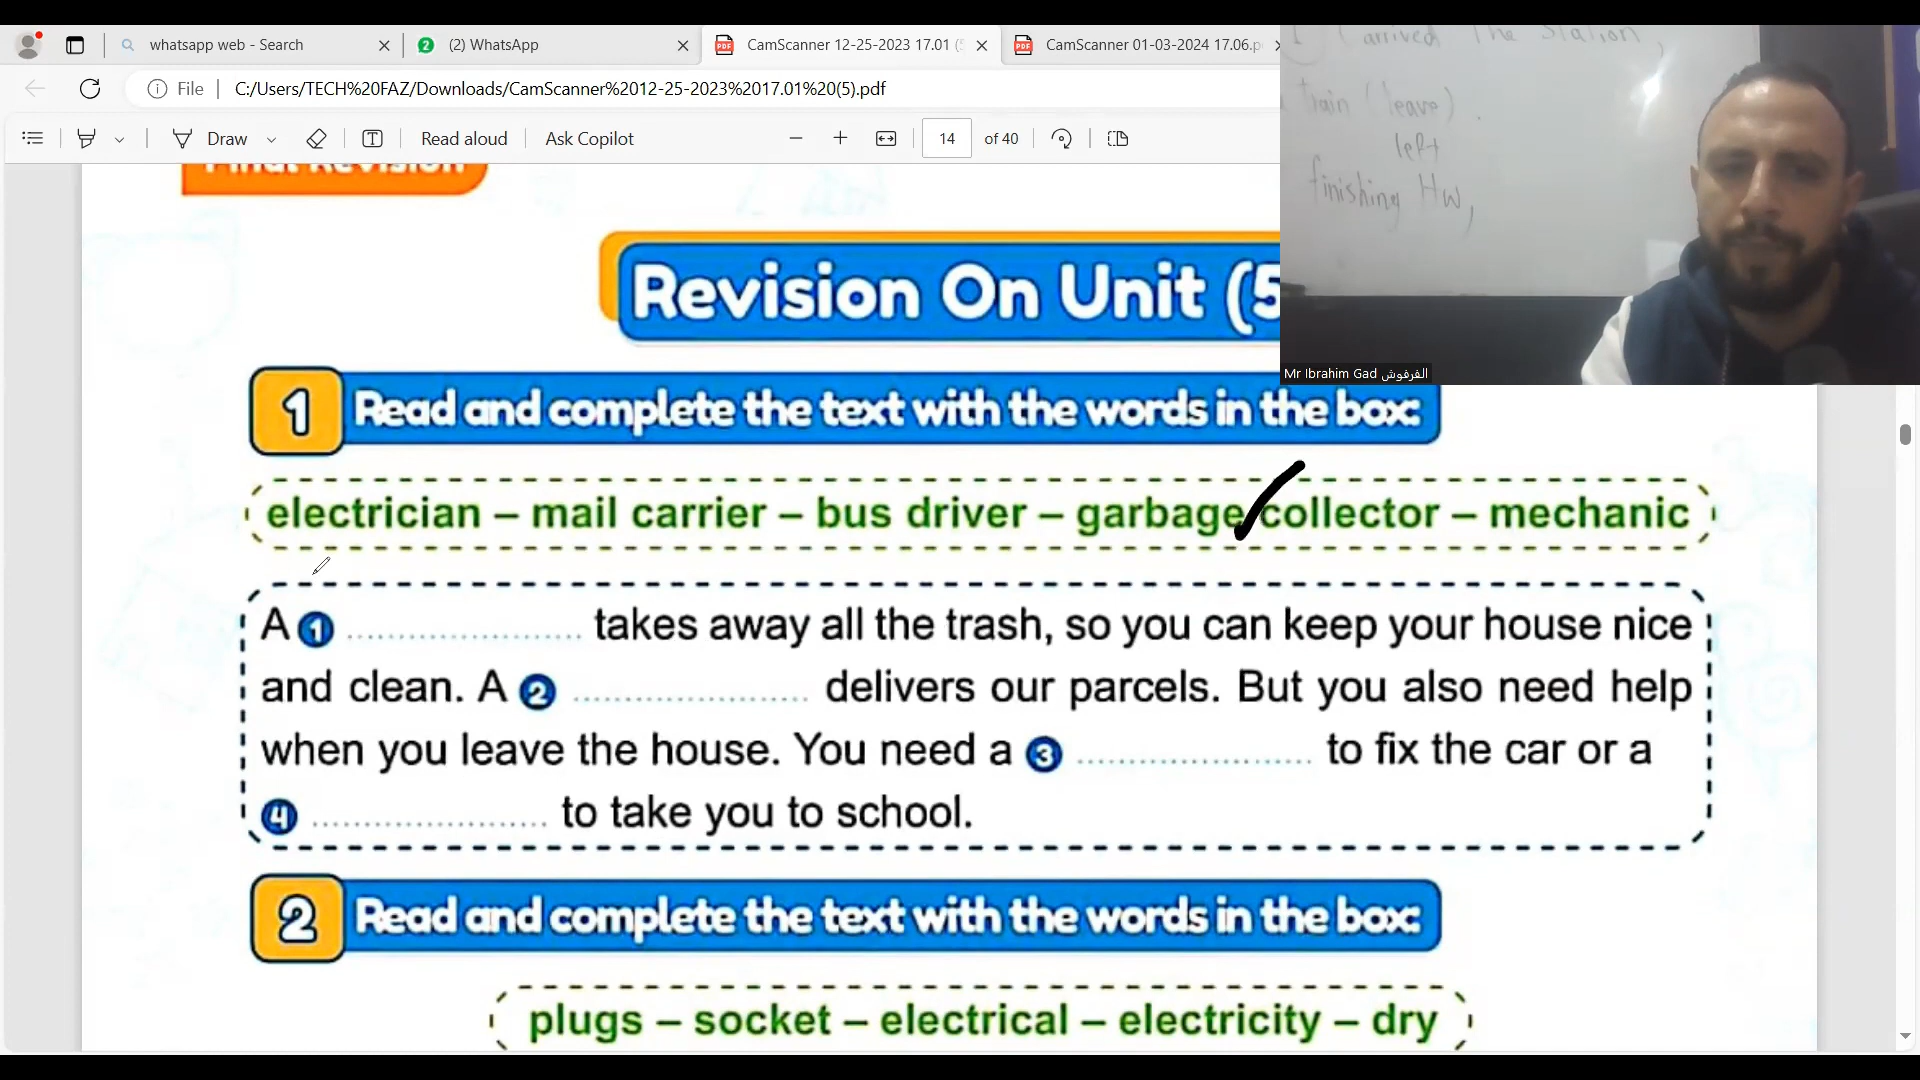 whatsapp web - Search
(2) WhatsApp
CamScanner 12-25-2023 17.01 (5
CamScanner 01-03-2024 17.06.p
File
C:/Users/TECH%20FAZ/Downloads/CamScanner%2012-25-2023%2017.01%20(5).pdf
Draw
Read aloud
Ask Copilot
14 of 40
I (arrived The Station,
train (leave).
left
finishing Hw,
Mr Ibrahim Gad الفرفوش
Final Revision
Revision On Unit (5
1 Read and complete the text with the words in the box:
electrician – mail carrier – bus driver – garbage collector – mechanic
A 1 ........................ takes away all the trash, so you can keep your house nice
and clean. A 2 ........................ delivers our parcels. But you also need help
when you leave the house. You need a 3 ........................ to fix the car or a
4 ........................ to take you to school.
2 Read and complete the text with the words in the box:
plugs – socket – electrical – electricity – dry